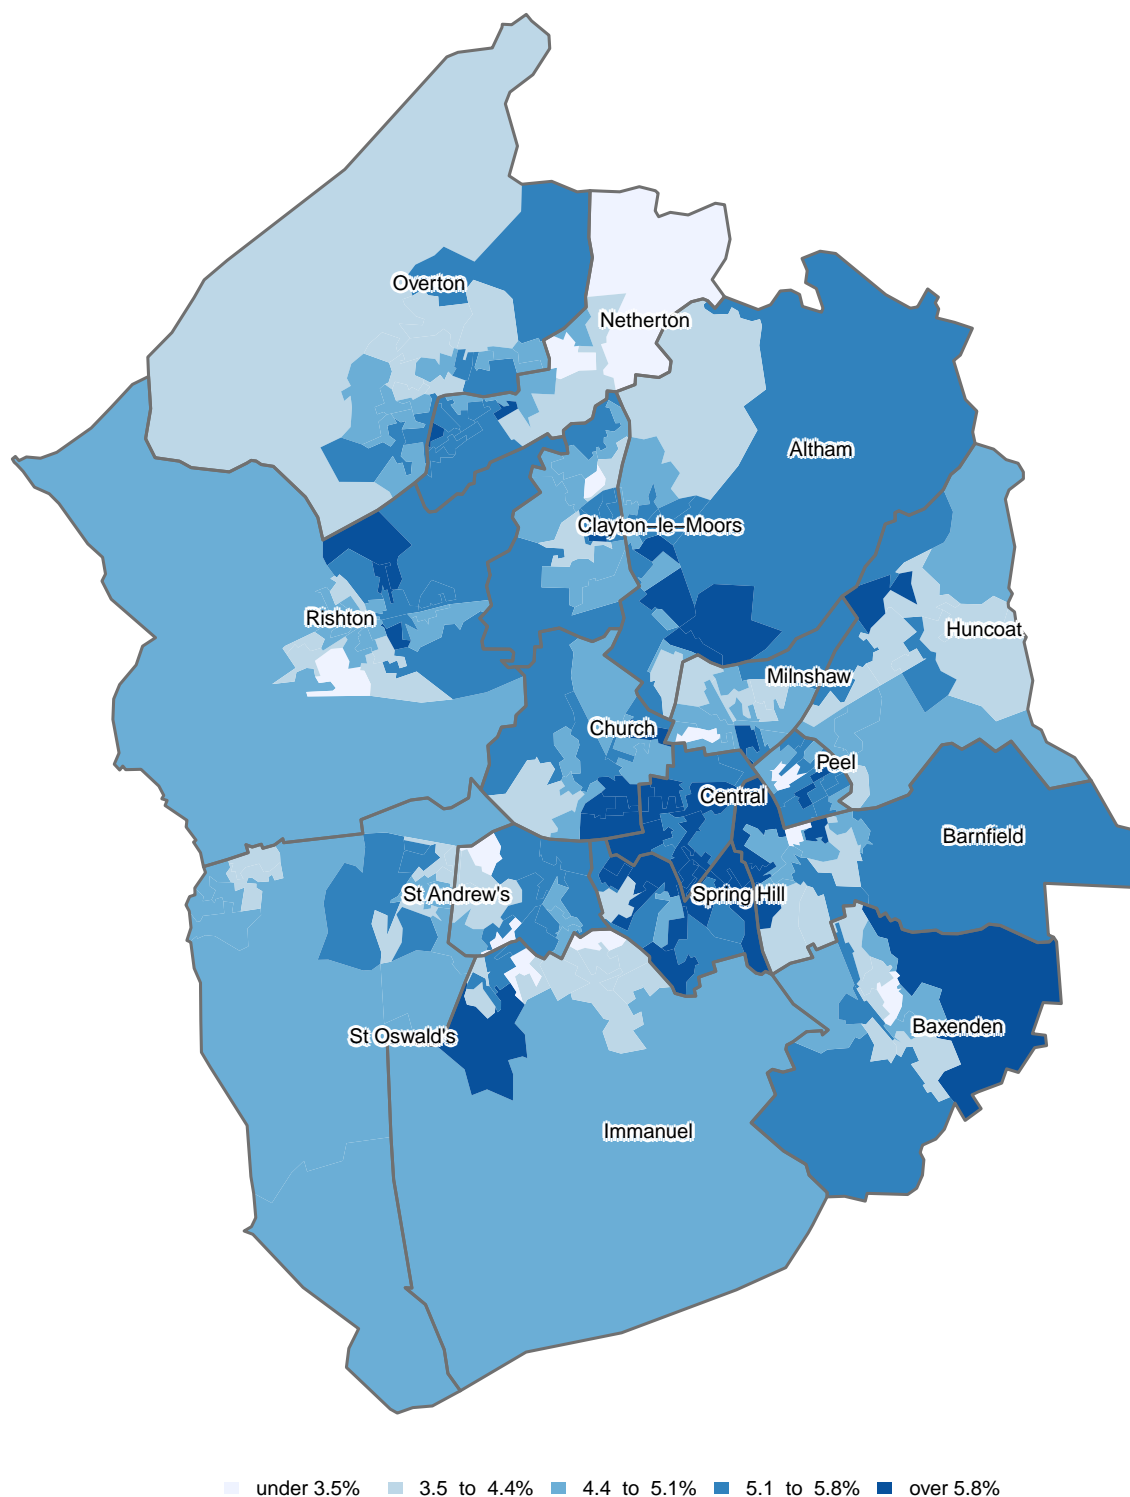 Overton
Netherton
Altham
Clayton–le–Moors
Rishton
Huncoat
Milnshaw
Church
Peel
Central
Barnfield
St Andrew's
Spring Hill
Baxenden
St Oswald's
Immanuel
under 3.5% 3.5 to 4.4% 4.4 to 5.1% 5.1 to 5.8% over 5.8%